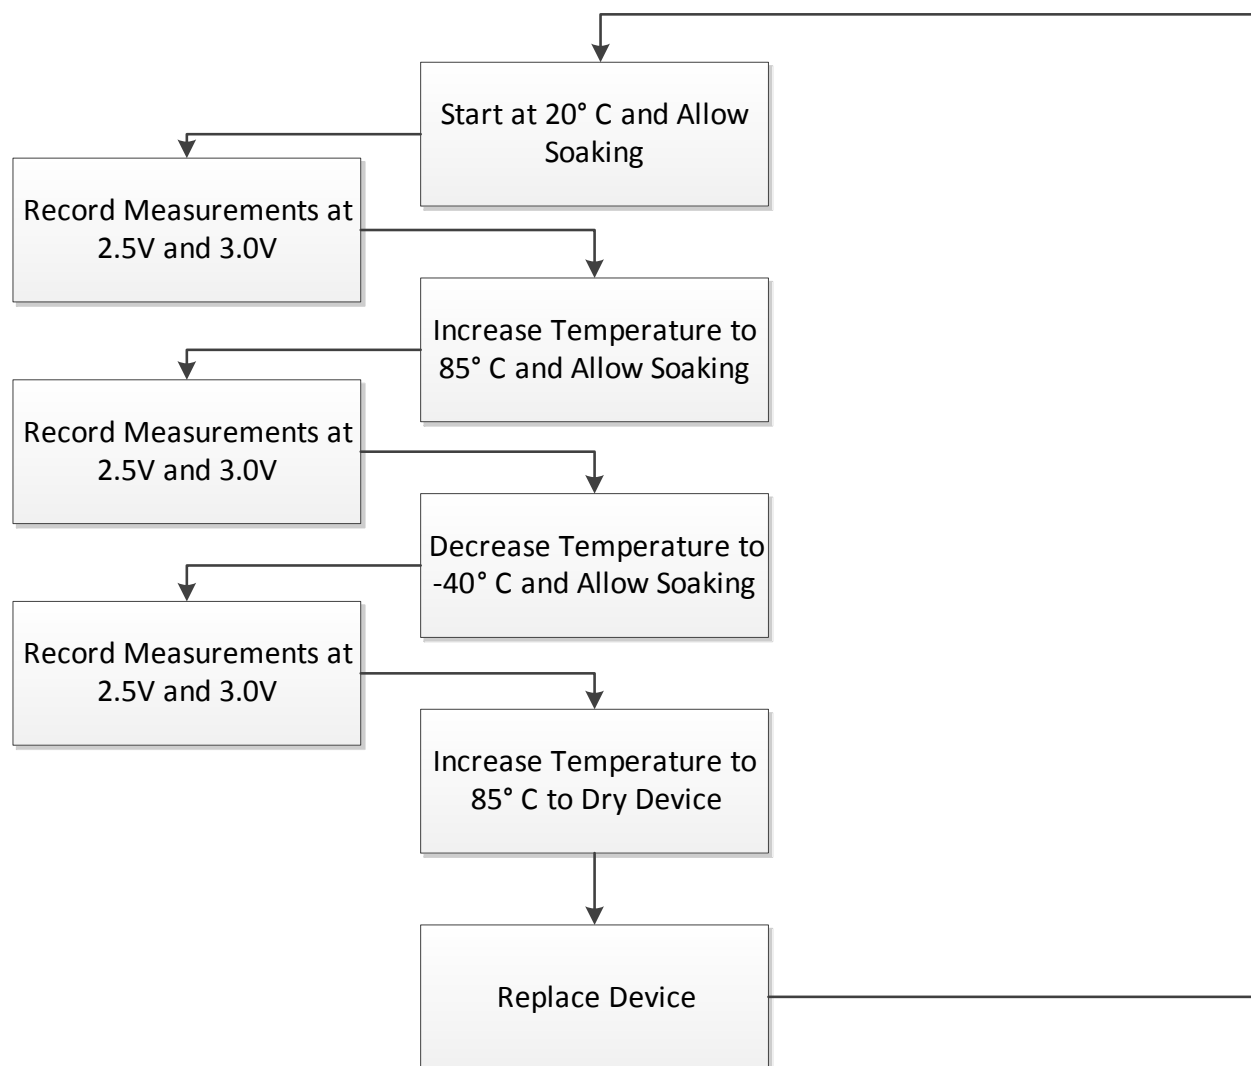 Start at 20° C and Allow
Soaking
Record Measurements at
2.5V and 3.0V
Increase Temperature to
85° C and Allow Soaking
Record Measurements at
2.5V and 3.0V
Decrease Temperature to
-40° C and Allow Soaking
Record Measurements at
2.5V and 3.0V
Increase Temperature to
85° C to Dry Device
Replace Device